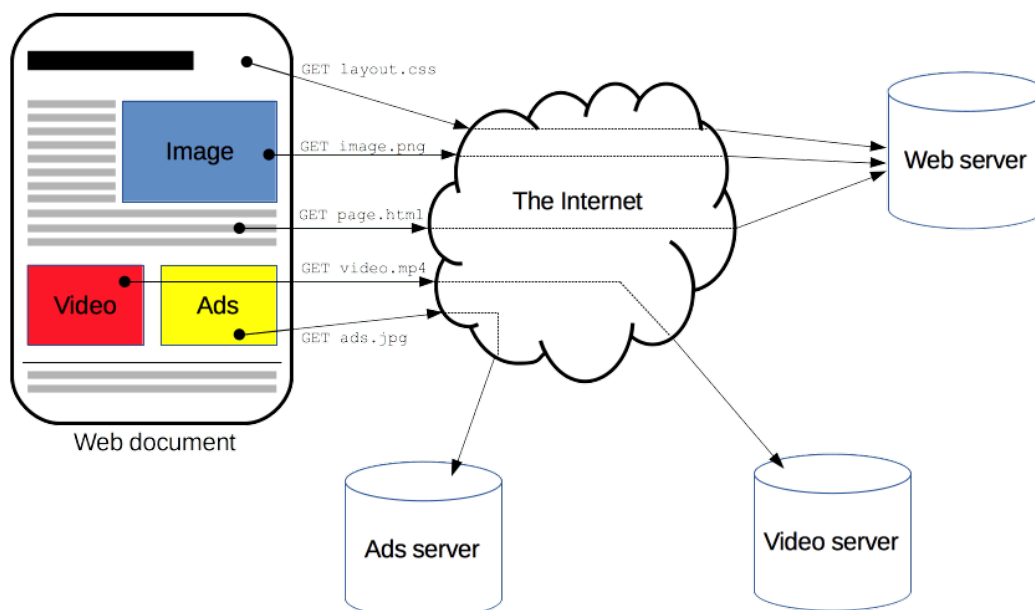 GET layout.css
Image
GET image.png
Web server
The Internet
GET page.html
GET video.mp4
Video
Ads
GET ads.jpg
Web document
Ads server
Video server